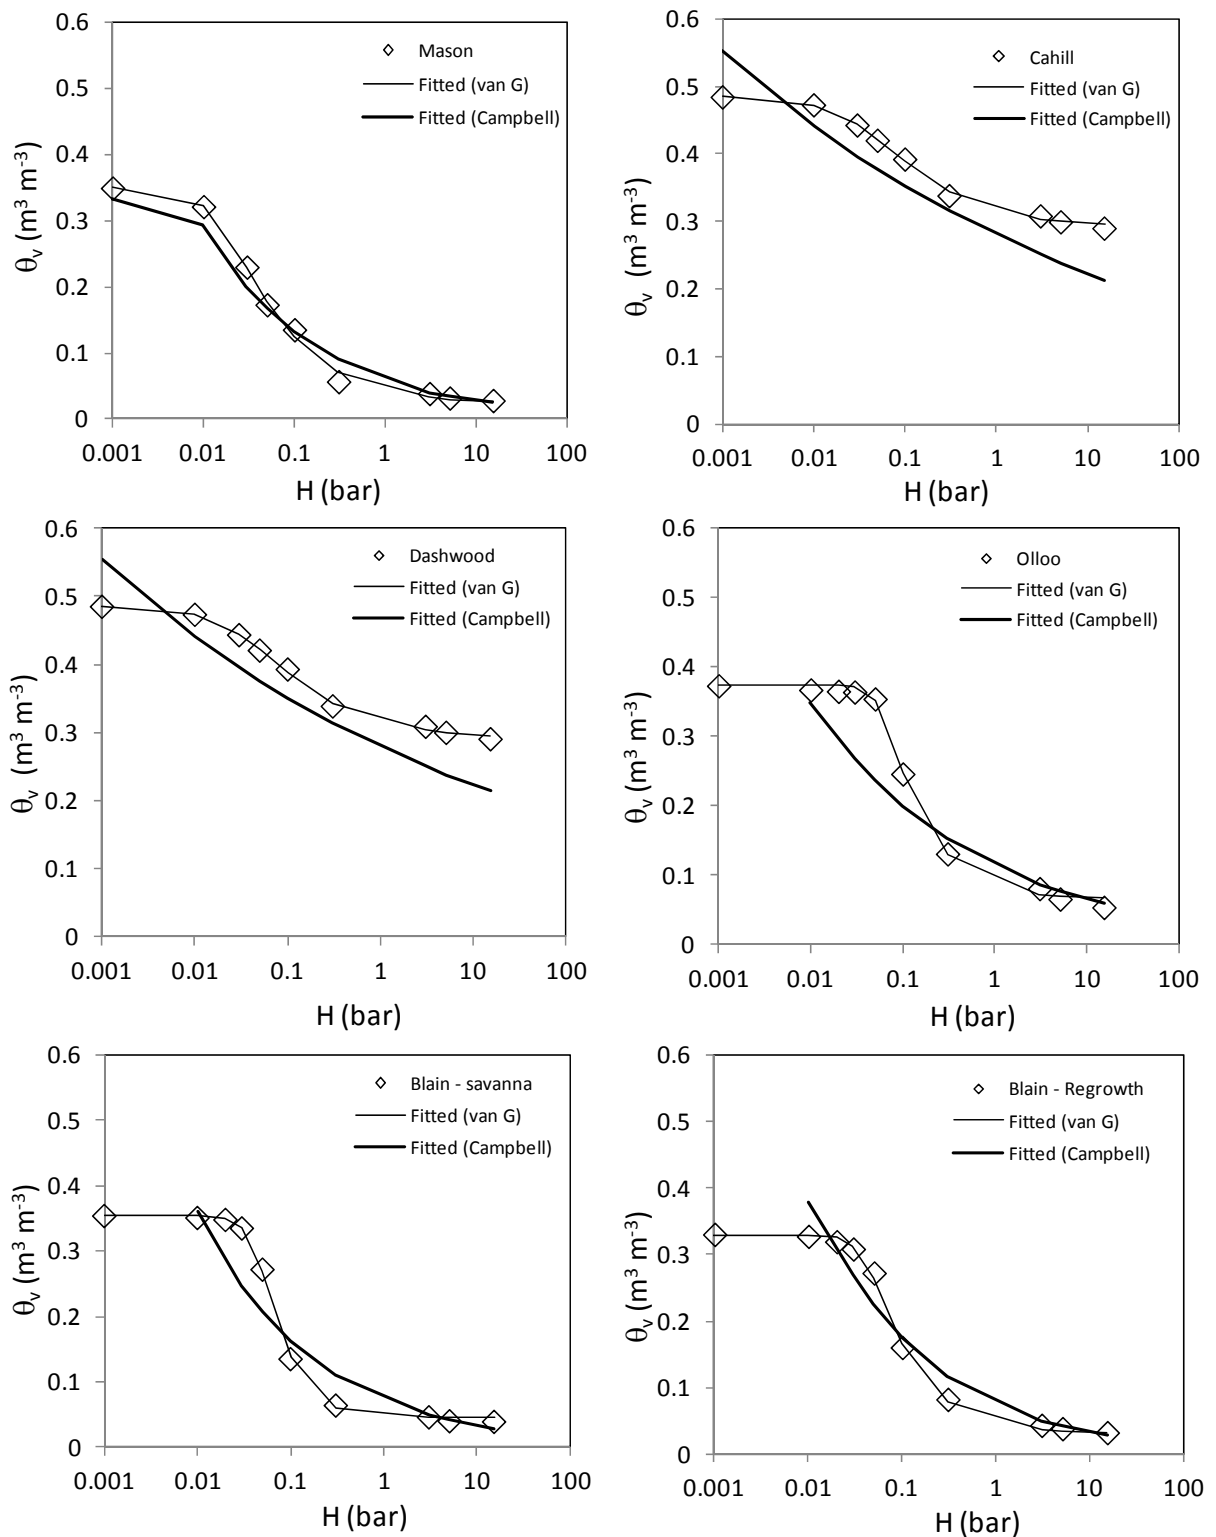 0.6
0.5
0.4
0.3
0.2
0.1
0
θv (m³ m⁻³)
Mason
Fitted (van G)
Fitted (Campbell)
0.001 0.01 0.1 1 10 100
H (bar)
0.6
0.5
0.4
0.3
0.2
0.1
0
θv (m³ m⁻³)
Cahill
Fitted (van G)
Fitted (Campbell)
0.001 0.01 0.1 1 10 100
H (bar)
0.6
0.5
0.4
0.3
0.2
0.1
0
θv (m³ m⁻³)
Dashwood
Fitted (van G)
Fitted (Campbell)
0.001 0.01 0.1 1 10 100
H (bar)
0.6
0.5
0.4
0.3
0.2
0.1
0
θv (m³ m⁻³)
Olloo
Fitted (van G)
Fitted (Campbell)
0.001 0.01 0.1 1 10 100
H (bar)
0.6
0.5
0.4
0.3
0.2
0.1
0
θv (m³ m⁻³)
Blain - savanna
Fitted (van G)
Fitted (Campbell)
0.001 0.01 0.1 1 10 100
H (bar)
0.6
0.5
0.4
0.3
0.2
0.1
0
θv (m³ m⁻³)
Blain - Regrowth
Fitted (van G)
Fitted (Campbell)
0.001 0.01 0.1 1 10 100
H (bar)